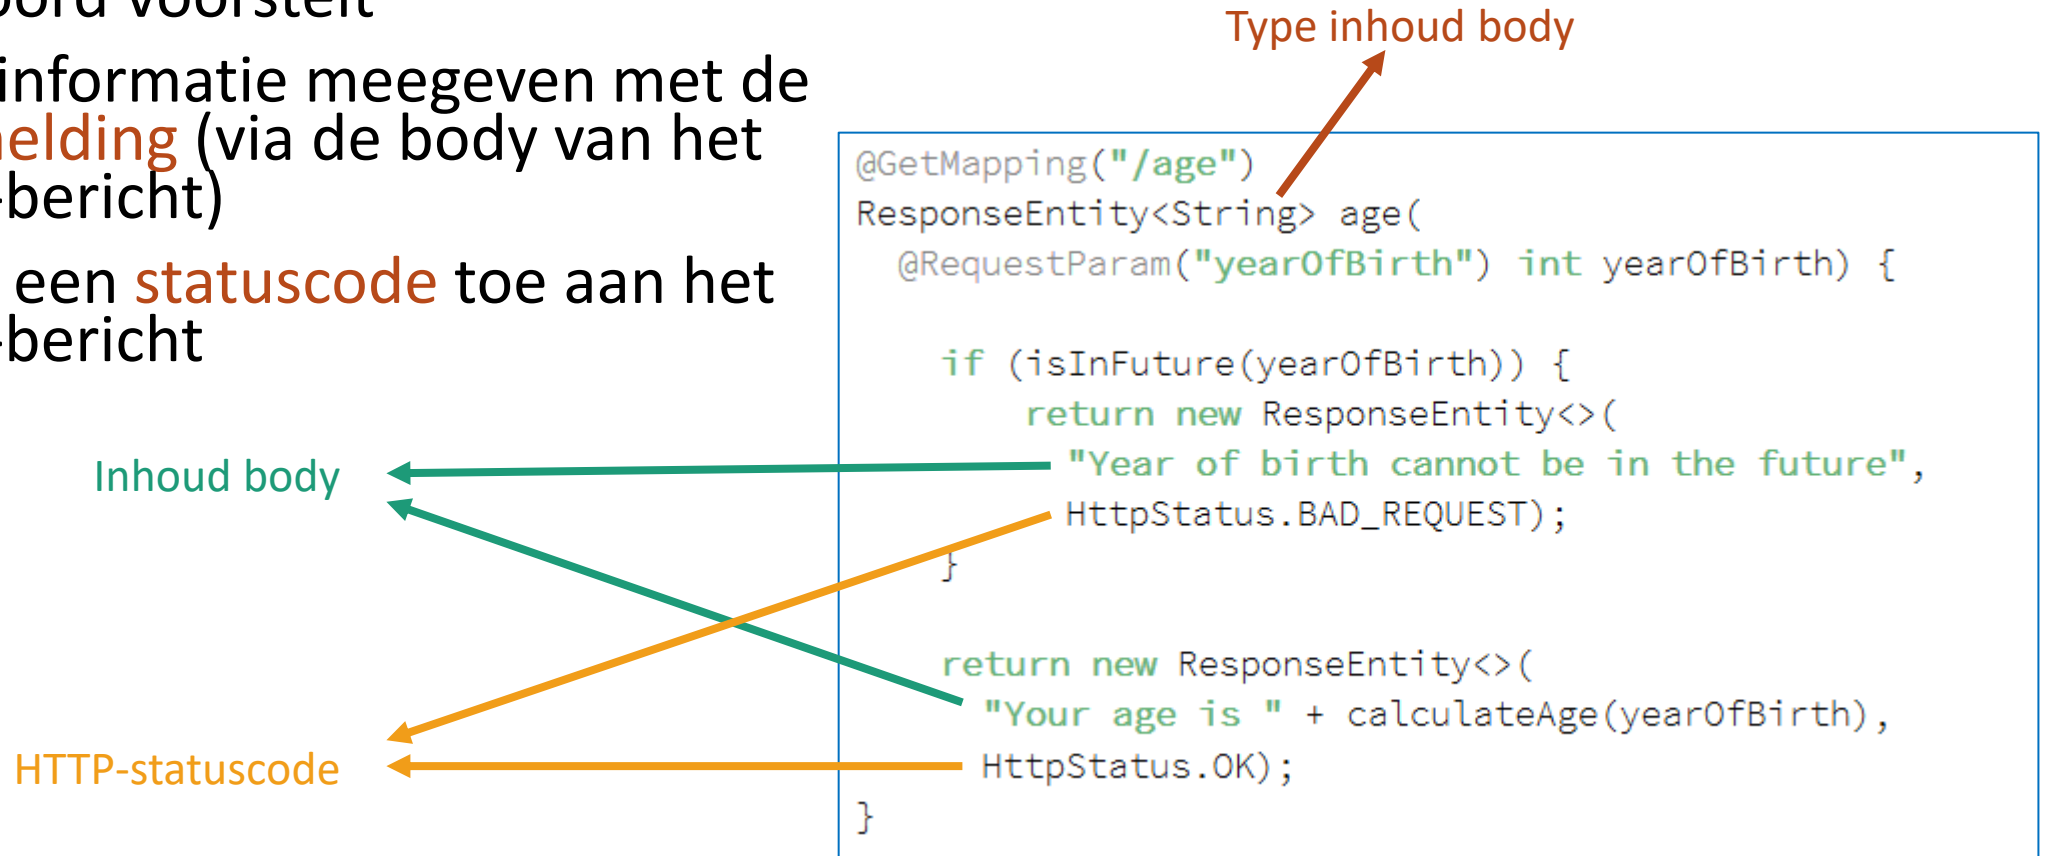 voorstelt
informatie meegeven met de
(via de body van het
-bericht)
een statuscode toe aan het
-bericht
Type inhoud body
@GetMapping("/age")
ResponseEntity<String> age(
@RequestParam("yearOfBirth") int yearOfBirth) {
if (isInFuture(yearOfBirth)) {
return new ResponseEntity<>(
"Year of birth cannot be in the future",
HttpStatus.BAD_REQUEST);
}
return new ResponseEntity<>(
"Your age is " + calculateAge(yearOfBirth),
HttpStatus.OK);
}
Inhoud body
HTTP-statuscode